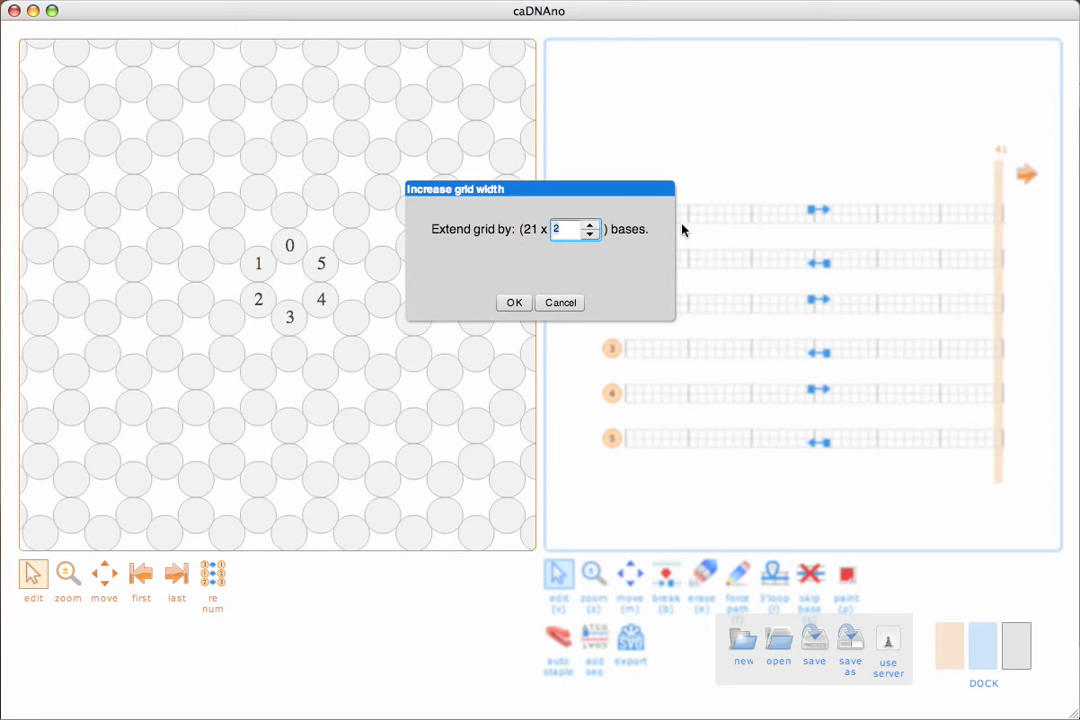 caDNAno
41
Increase grid width
Extend grid by: (21 x 2 ) bases.
OK
Cancel
0
1
5
2
4
3
3
4
5
edit
zoom
move
first
last
re
num
edit
(v)
zoom
(z)
move
(m)
break
(b)
erase
(e)
force
path
(f)
3'loop
(l)
skip
base
paint
(p)
auto
staple
add
seq
export
new
open
save
save
as
use
server
DOCK